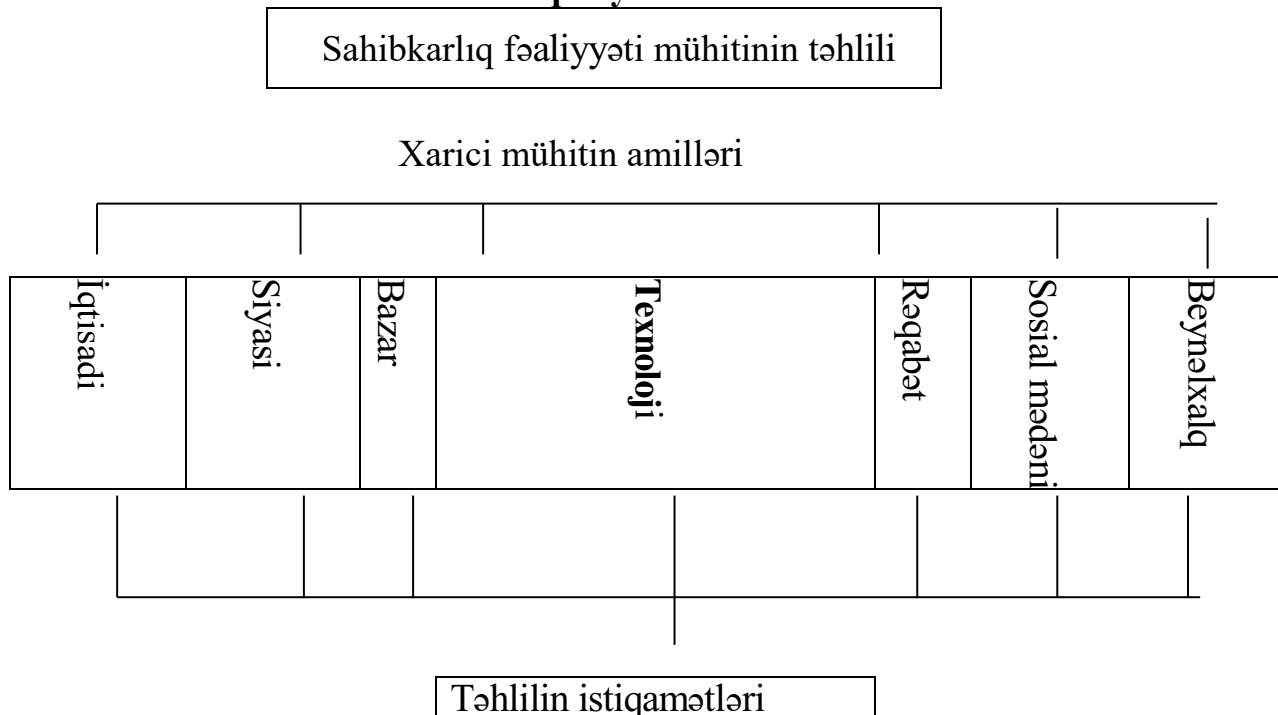 Sahibkarlıq fəaliyyəti mühitinin təhlili
Xarici mühitin amilləri
İqtisadi
Siyasi
Bazar
Texnoloji
Rəqabət
Sosial mədəni
Beynəlxalq
Təhlilin istiqamətləri